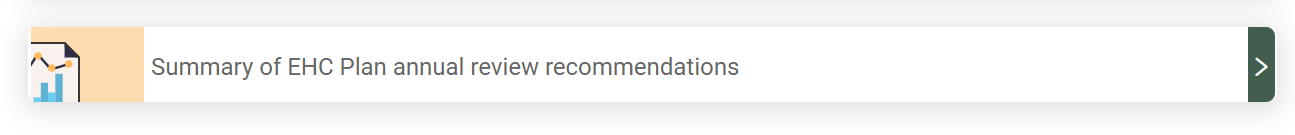 Summary of EHC Plan annual review recommendations